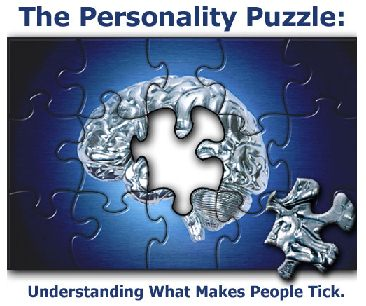 The Personality Puzzle:
Understanding What Makes People Tick.